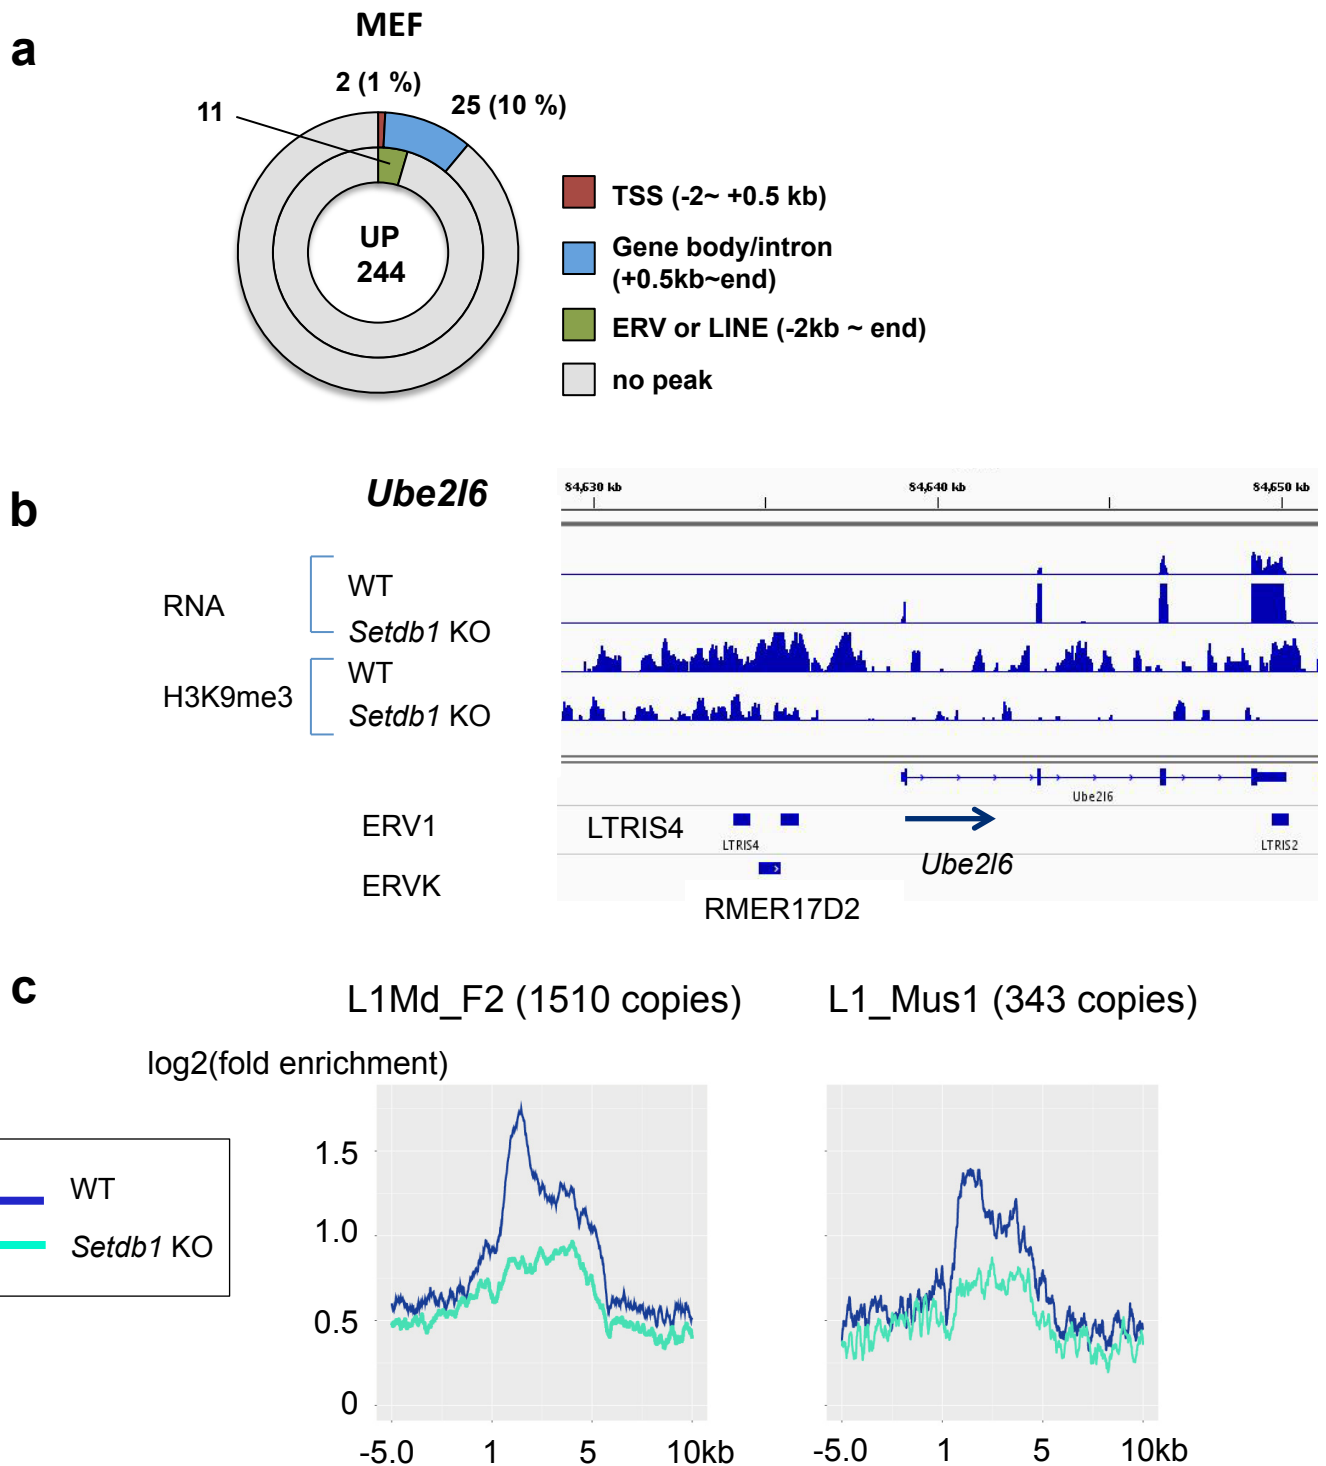 a
MEF
2 (1 %)
25 (10 %)
11
UP
244
TSS (-2~ +0.5 kb)
Gene body/intron
(+0.5kb~end)
ERV or LINE (-2kb ~ end)
no peak
b
Ube2l6
84,630 kb
84,640 kb
84,650 kb
RNA
WT
Setdb1 KO
H3K9me3
WT
Setdb1 KO
Ube2l6
ERV1
LTRIS4
LTRIS4
Ube2l6
LTRIS2
ERVK
RMER17D2
c
L1Md_F2 (1510 copies)
L1_Mus1 (343 copies)
log2(fold enrichment)
WT
Setdb1 KO
1.5
1.0
0.5
0
-5.0 1 5 10kb
-5.0 1 5 10kb